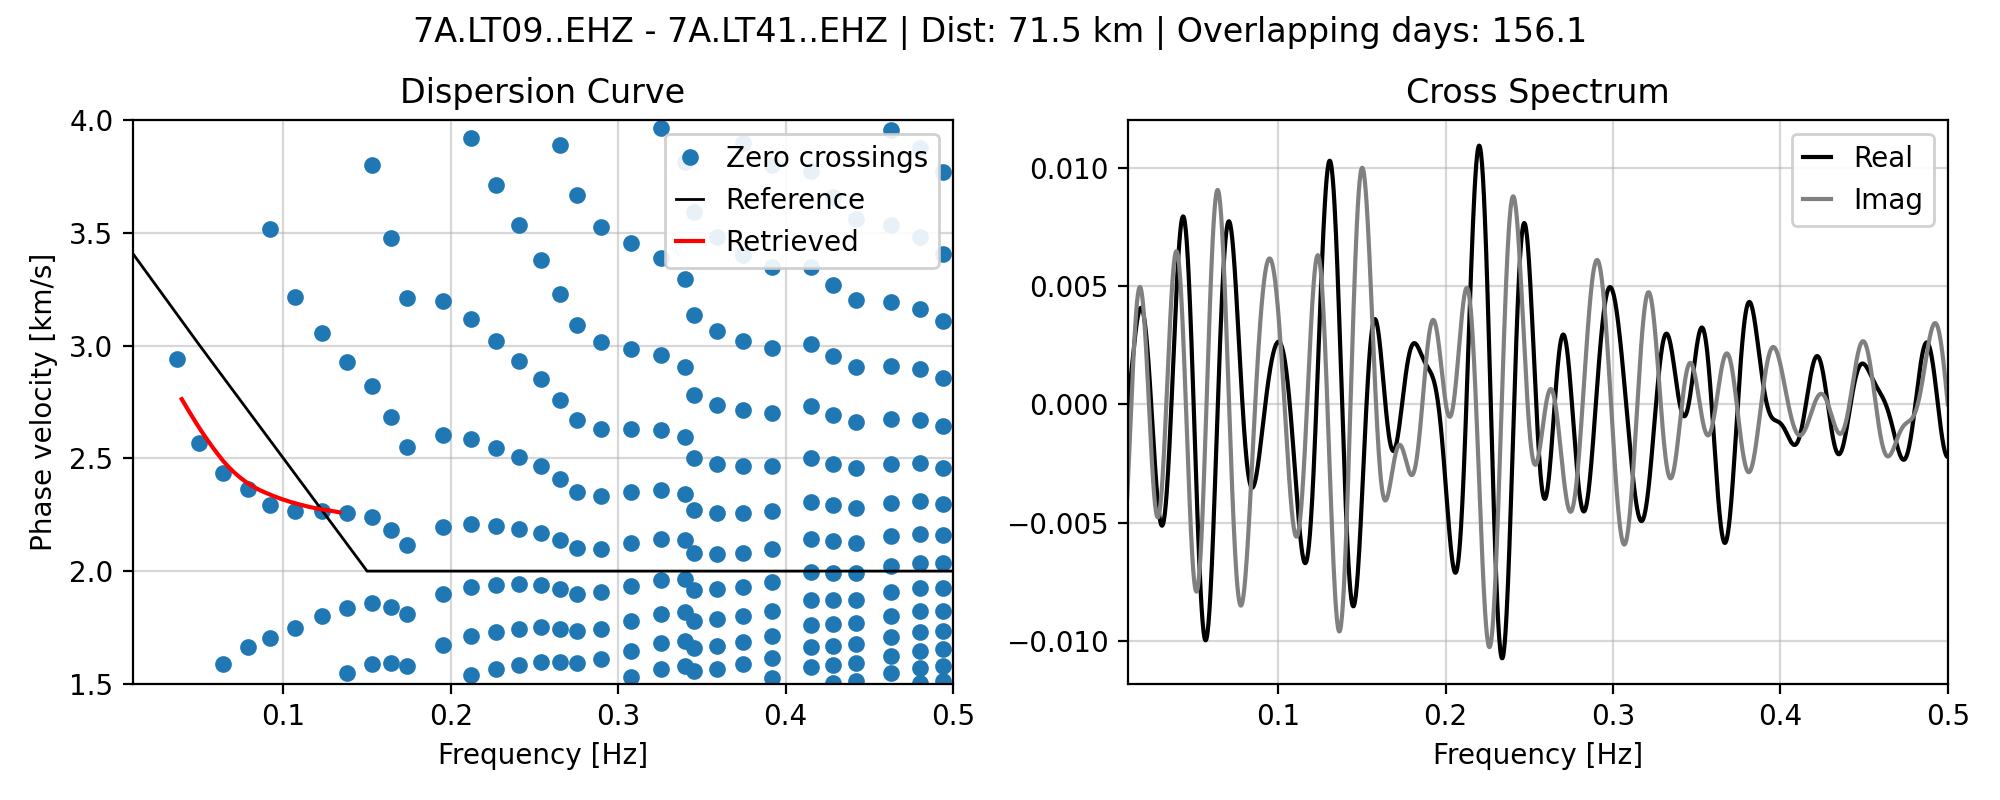 7A.LT09..EHZ - 7A.LT41..EHZ | Dist: 71.5 km | Overlapping days: 156.1
Dispersion Curve
4.0
3.5
3.0
2.5
2.0
1.5
Phase velocity [km/s]
Zero crossings
Reference
Retrieved
0.1 0.2 0.3 0.4 0.5
Frequency [Hz]
Cross Spectrum
0.010
0.005
0.000
−0.005
−0.010
Real
Imag
0.1 0.2 0.3 0.4 0.5
Frequency [Hz]